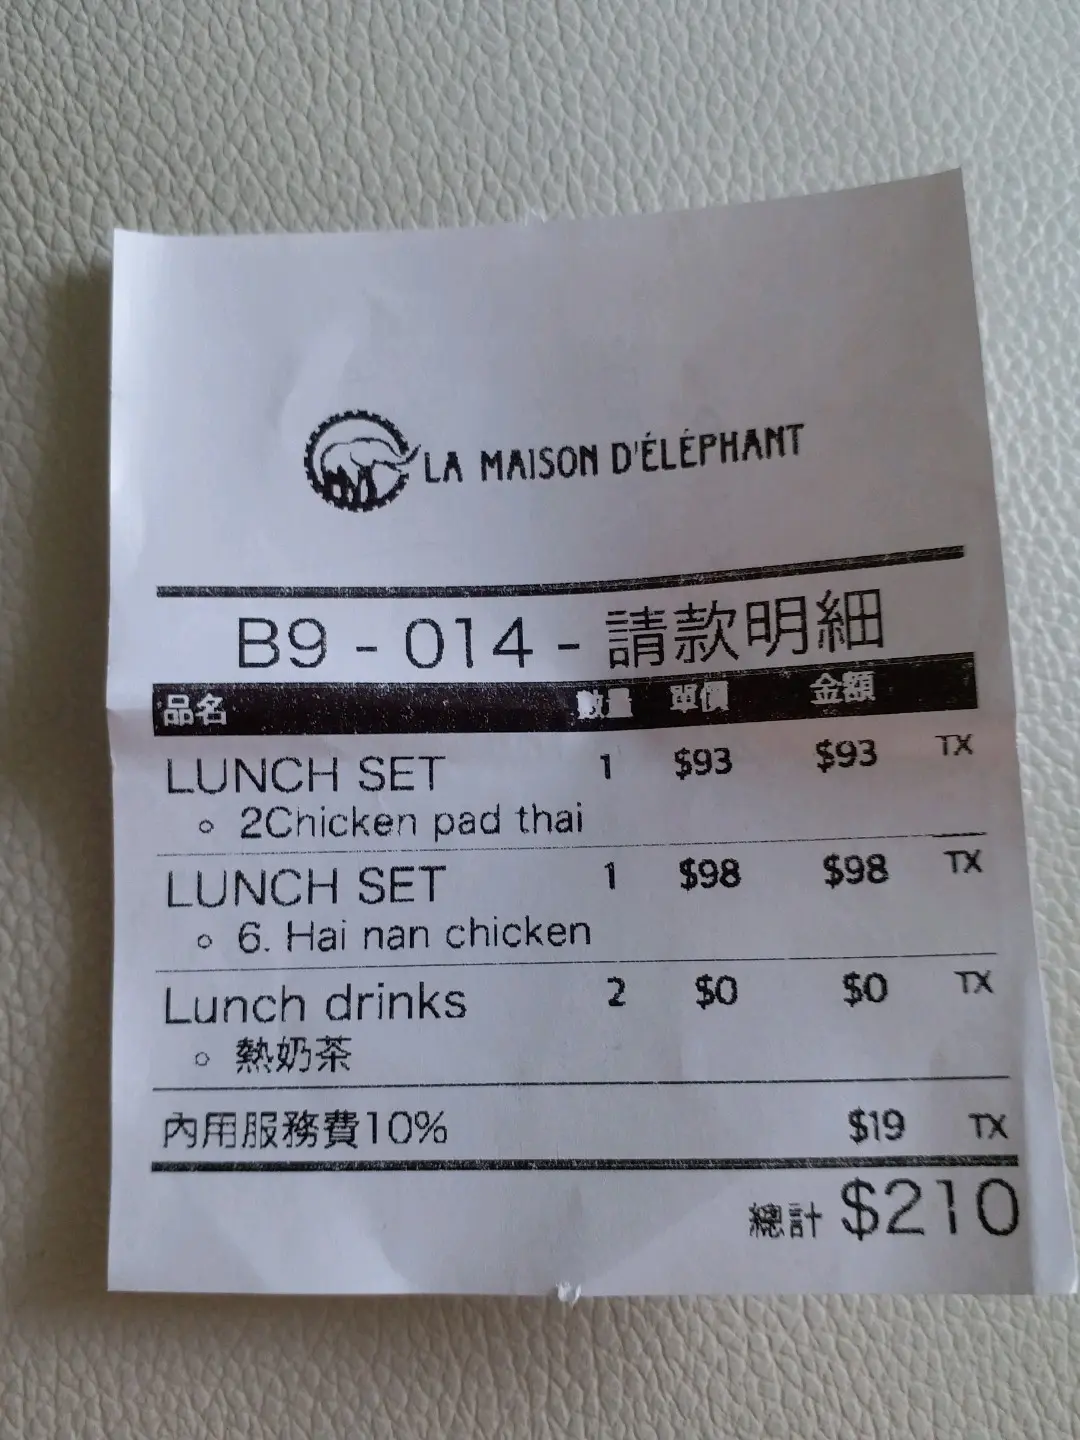 LA MAISON D'ÉLÉPHANT
B9 - 014 - 請款明細
品名 數量 單價 金額
LUNCH SET 1 $93 $93 TX
◦ 2Chicken pad thai
LUNCH SET 1 $98 $98 TX
◦ 6. Hai nan chicken
Lunch drinks 2 $0 $0 TX
◦ 熱奶茶
內用服務費10% $19 TX
總計 $210